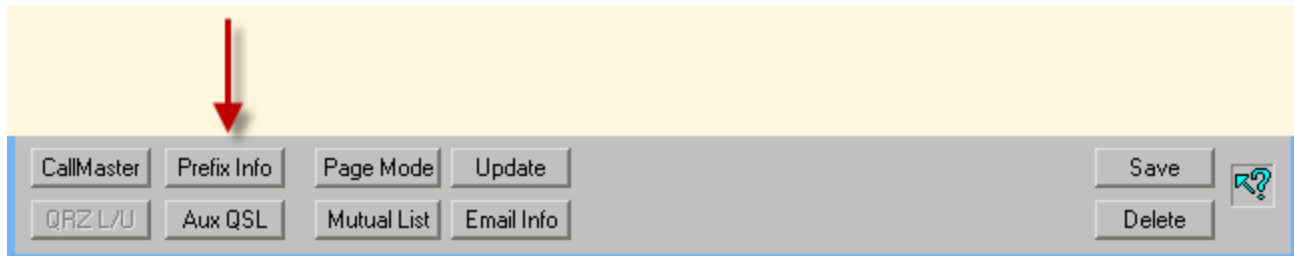 CallMaster Prefix Info Page Mode Update Save
QRZ L/U Aux QSL Mutual List Email Info Delete